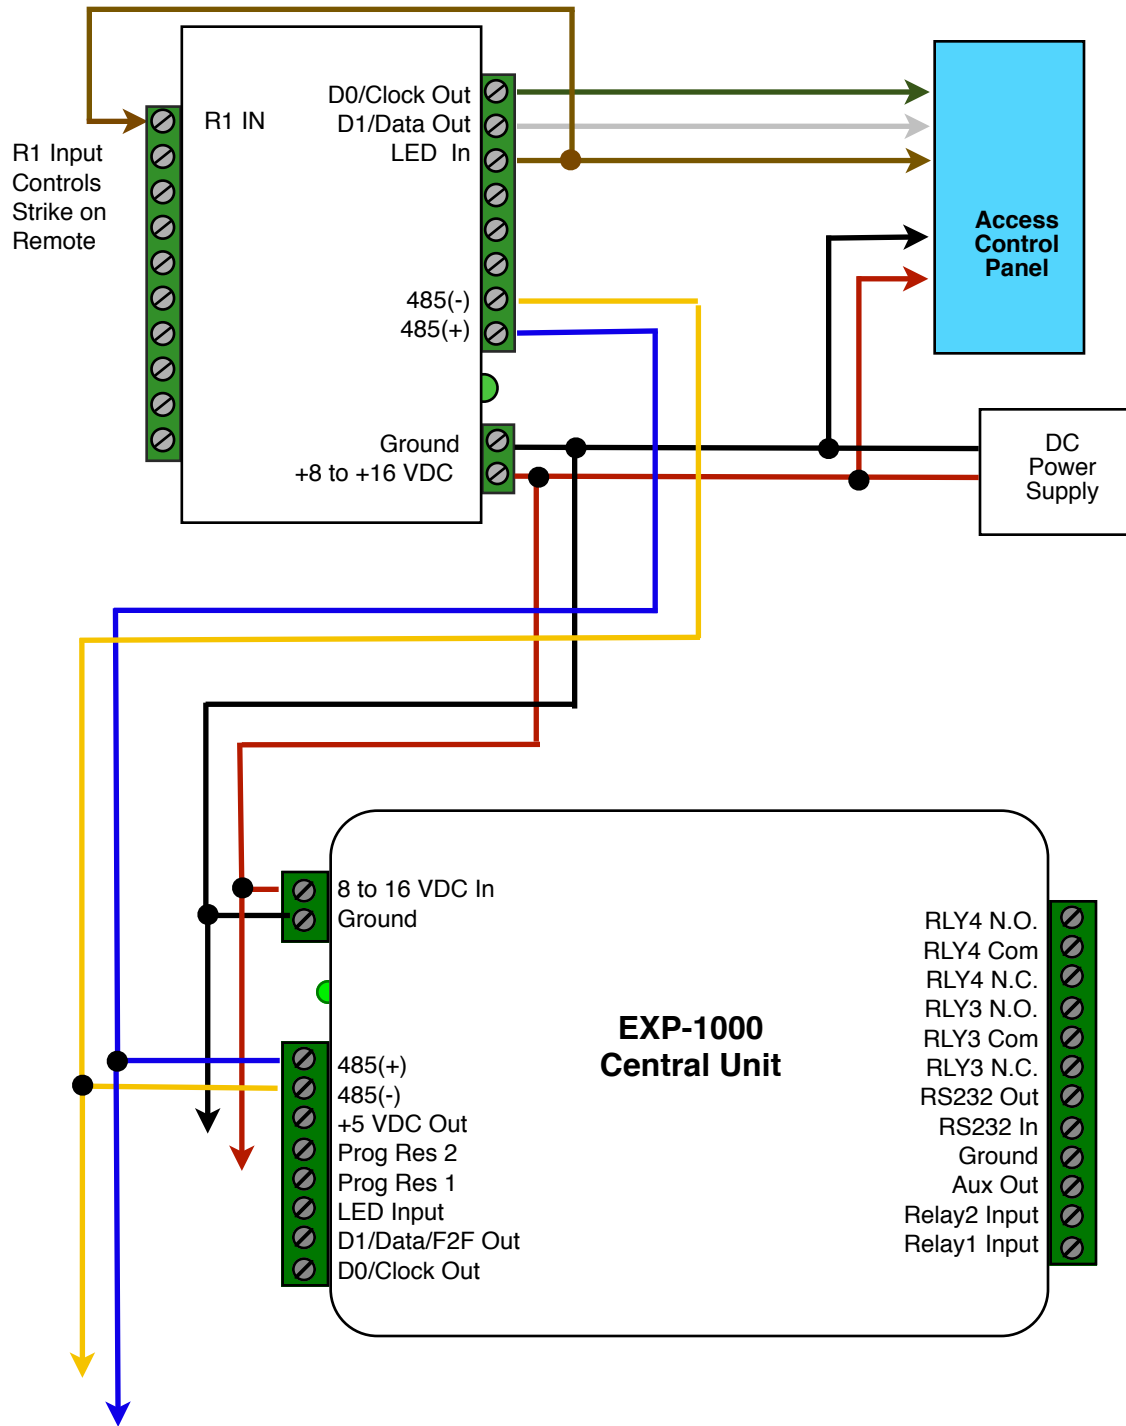 D0/Clock Out
D1/Data Out
LED In
R1 IN
R1 Input
Controls
Strike on
Remote
485(-)
485(+)
Ground
+8 to +16 VDC
Access
Control
Panel
DC
Power
Supply
8 to 16 VDC In
Ground
EXP-1000
Central Unit
485(+)
485(-)
+5 VDC Out
Prog Res 2
Prog Res 1
LED Input
D1/Data/F2F Out
D0/Clock Out
RLY4 N.O.
RLY4 Com
RLY4 N.C.
RLY3 N.O.
RLY3 Com
RLY3 N.C.
RS232 Out
RS232 In
Ground
Aux Out
Relay2 Input
Relay1 Input